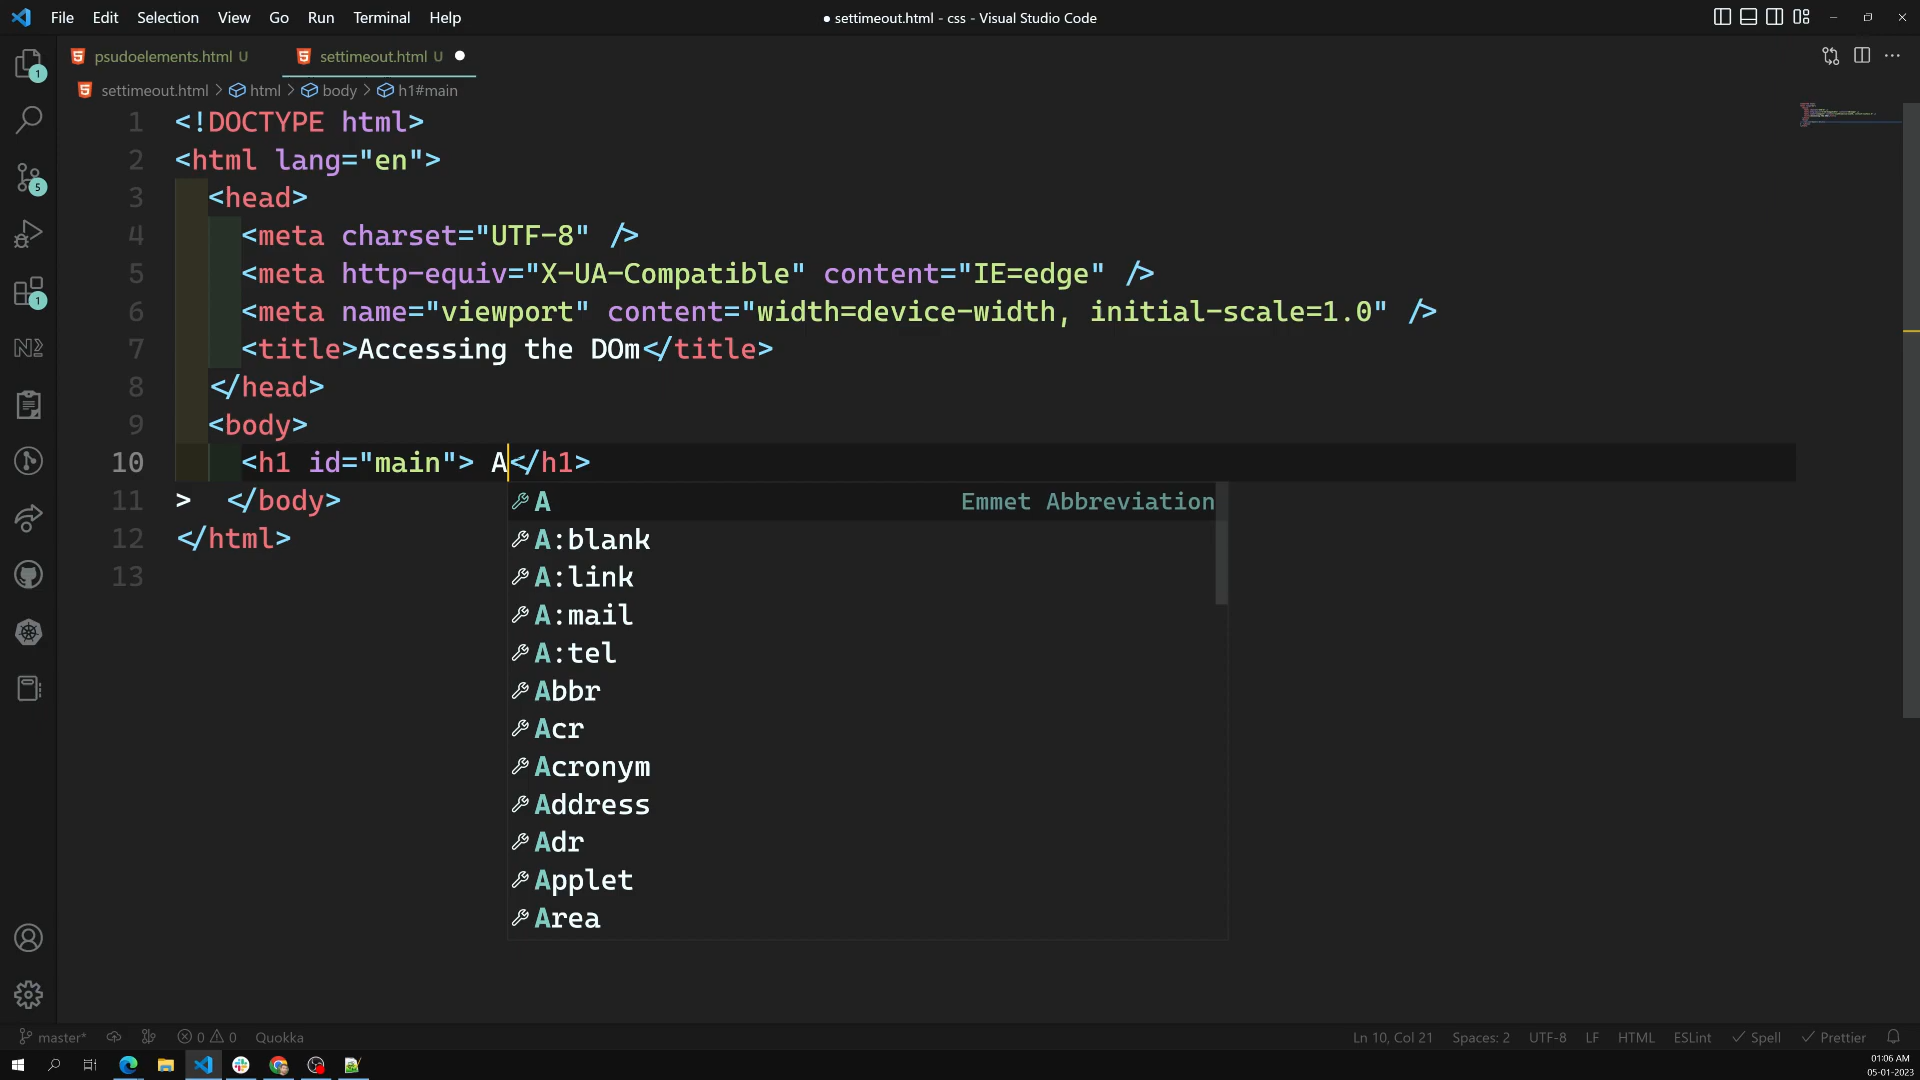 File Edit Selection View Go Run Terminal Help
● settimeout.html - css - Visual Studio Code
psudoelements.html U
settimeout.html U
settimeout.html > html > body > h1#main
1 <!DOCTYPE html>
2 <html lang="en">
3 <head>
4 <meta charset="UTF-8" />
5 <meta http-equiv="X-UA-Compatible" content="IE=edge" />
6 <meta name="viewport" content="width=device-width, initial-scale=1.0" />
7 <title>Accessing the DOm</title>
8 </head>
9 <body>
10 <h1 id="main"> A</h1>
11 > </body>
12 </html>
13
A Emmet Abbreviation
A:blank
A:link
A:mail
A:tel
Abbr
Acr
Acronym
Address
Adr
Applet
Area
1
5
1
master* 0 0 Quokka
Ln 10, Col 21 Spaces: 2 UTF-8 LF HTML ESLint Spell Prettier
01:06 AM
05-01-2023